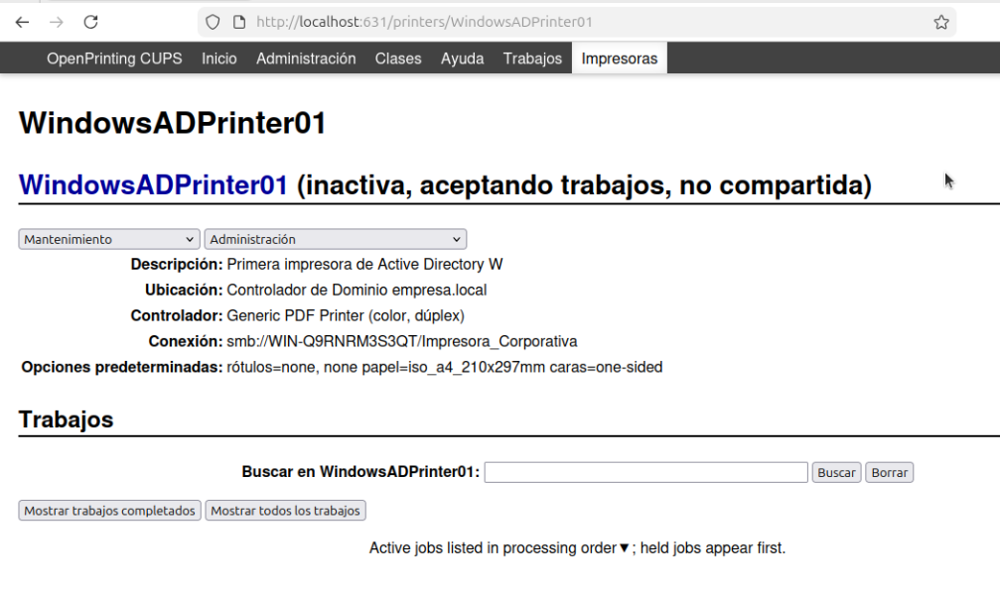 http://localhost:631/printers/WindowsADPrinter01
OpenPrinting CUPS Inicio Administración Clases Ayuda Trabajos Impresoras
WindowsADPrinter01
WindowsADPrinter01 (inactiva, aceptando trabajos, no compartida)
Mantenimiento Administración
Descripción: Primera impresora de Active Directory W
Ubicación: Controlador de Dominio empresa.local
Controlador: Generic PDF Printer (color, dúplex)
Conexión: smb://WIN-Q9RNRM3S3QT/Impresora_Corporativa
Opciones predeterminadas: rótulos=none, none papel=iso_a4_210x297mm caras=one-sided
Trabajos
Buscar en WindowsADPrinter01: Buscar Borrar
Mostrar trabajos completados Mostrar todos los trabajos
Active jobs listed in processing order▼; held jobs appear first.